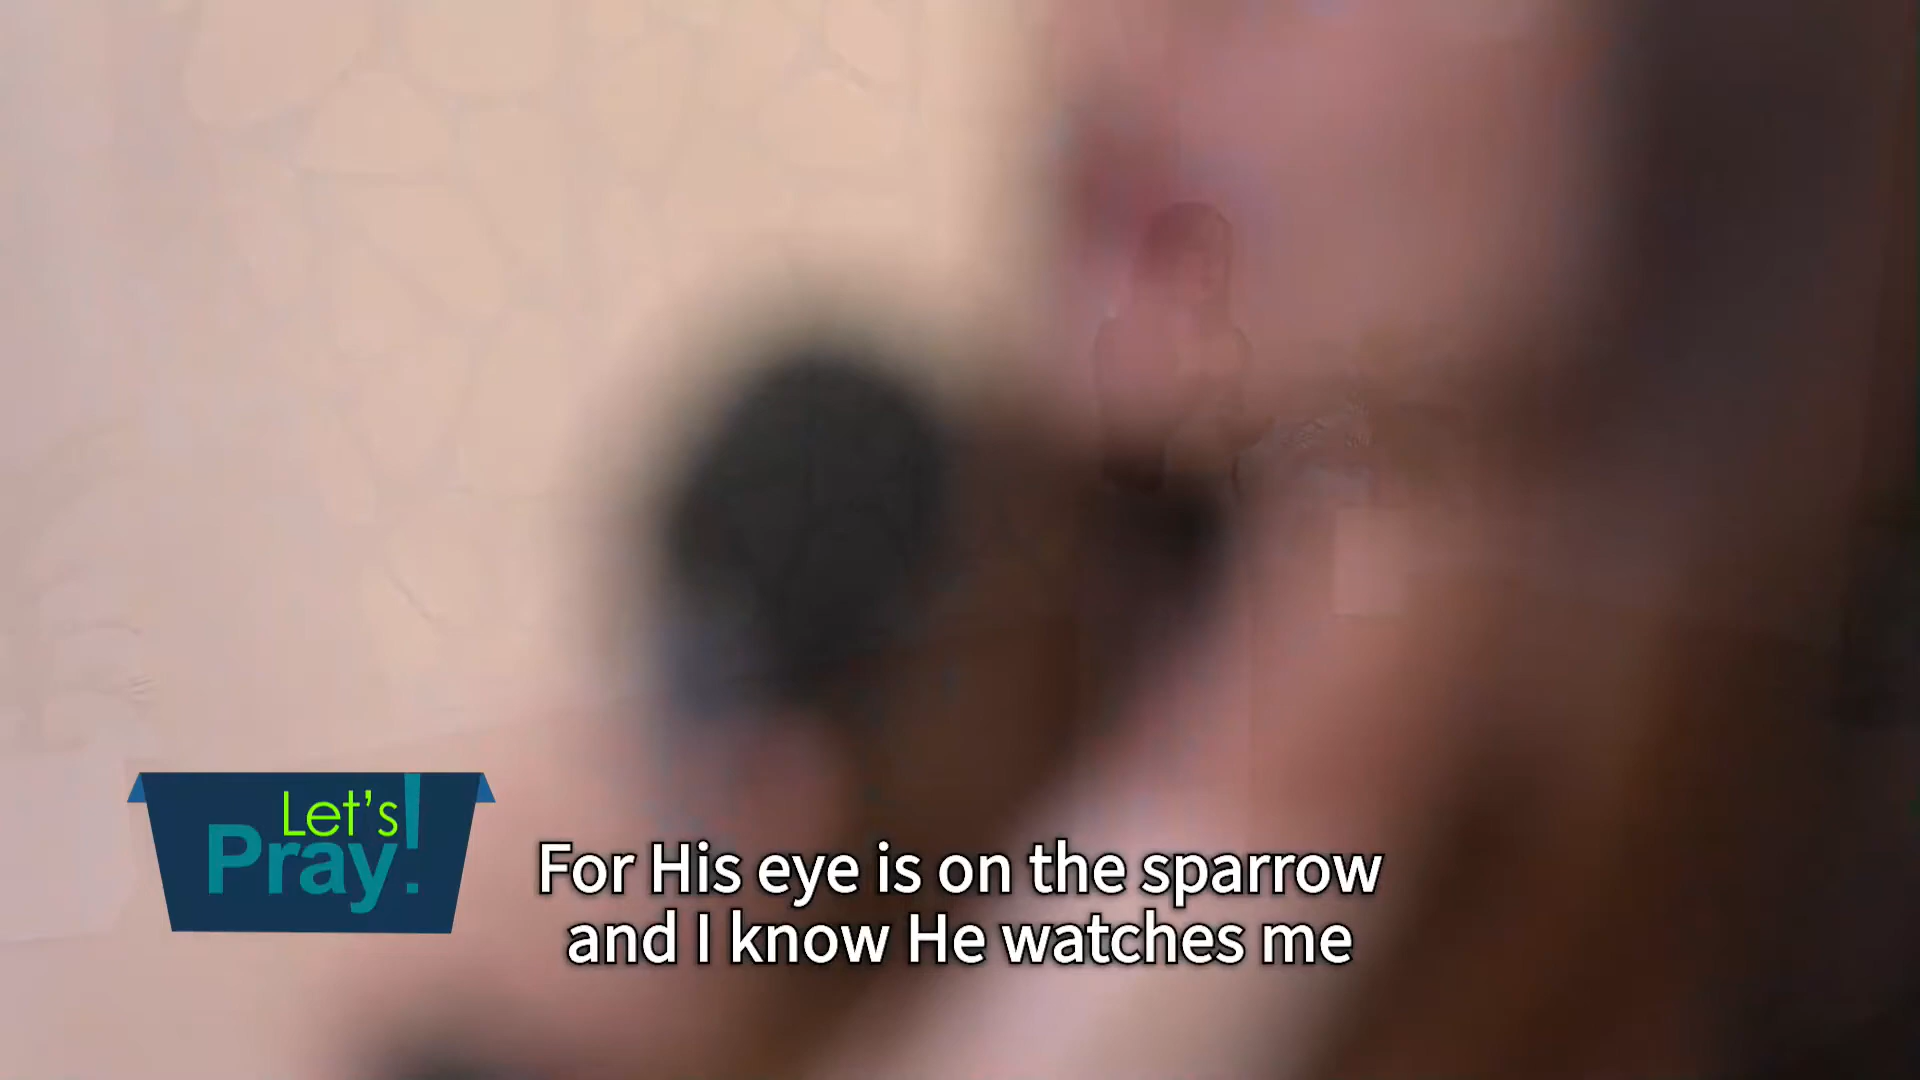 Let's
Pray!
For His eye is on the sparrow
and I know He watches me